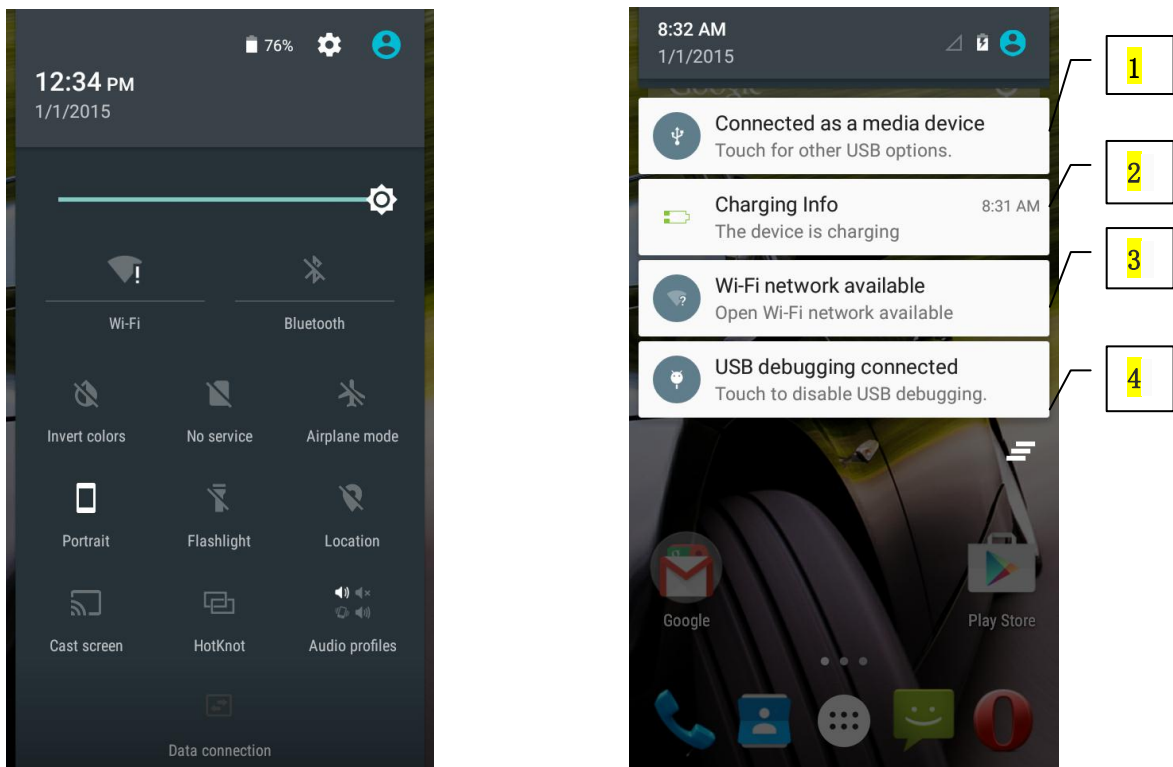 76%
12:34 PM
1/1/2015
Wi-Fi
Bluetooth
Invert colors
No service
Airplane mode
Portrait
Flashlight
Location
Cast screen
HotKnot
Audio profiles
Data connection
8:32 AM
1/1/2015
Google
Connected as a media device
Touch for other USB options.
1
Charging Info 8:31 AM
The device is charging
2
Wi-Fi network available
Open Wi-Fi network available
3
USB debugging connected
Touch to disable USB debugging.
4
Google
Play Store